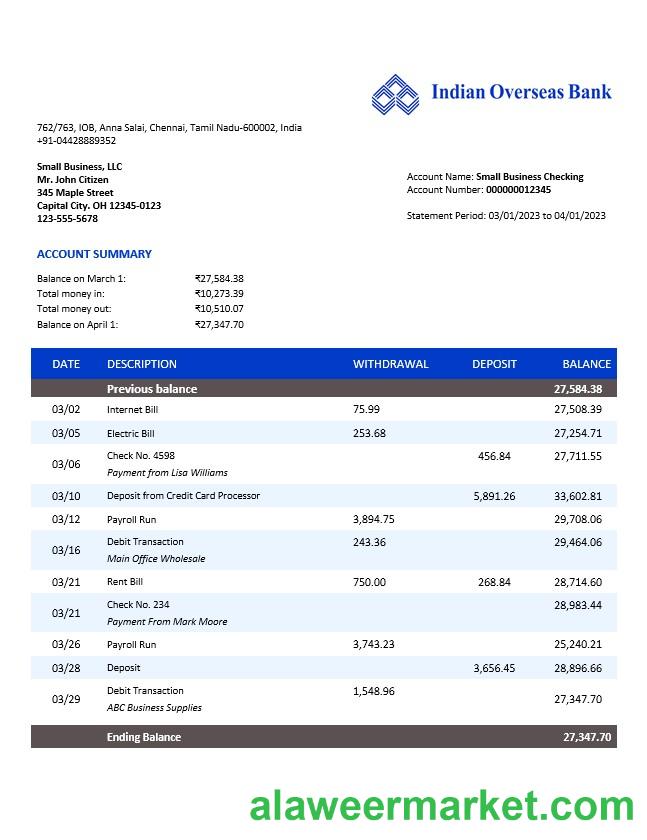 Indian Overseas Bank
762/763, IOB, Anna Salai, Chennai, Tamil Nadu-600002, India
+91-04428889352
Small Business, LLC
Mr. John Citizen
345 Maple Street
Capital City. OH 12345-0123
123-555-5678
Account Name: Small Business Checking
Account Number: 000000012345
Statement Period: 03/01/2023 to 04/01/2023
ACCOUNT SUMMARY
Balance on March 1: ₹27,584.38
Total money in: ₹10,273.39
Total money out: ₹10,510.07
Balance on April 1: ₹27,347.70
DATE DESCRIPTION WITHDRAWAL DEPOSIT BALANCE
Previous balance 27,584.38
03/02 Internet Bill 75.99 27,508.39
03/05 Electric Bill 253.68 27,254.71
03/06 Check No. 4598 456.84 27,711.55
Payment from Lisa Williams
03/10 Deposit from Credit Card Processor 5,891.26 33,602.81
03/12 Payroll Run 3,894.75 29,708.06
03/16 Debit Transaction 243.36 29,464.06
Main Office Wholesale
03/21 Rent Bill 750.00 268.84 28,714.60
03/21 Check No. 234 28,983.44
Payment From Mark Moore
03/26 Payroll Run 3,743.23 25,240.21
03/28 Deposit 3,656.45 28,896.66
03/29 Debit Transaction 1,548.96 27,347.70
ABC Business Supplies
Ending Balance 27,347.70
alaweermarket.com